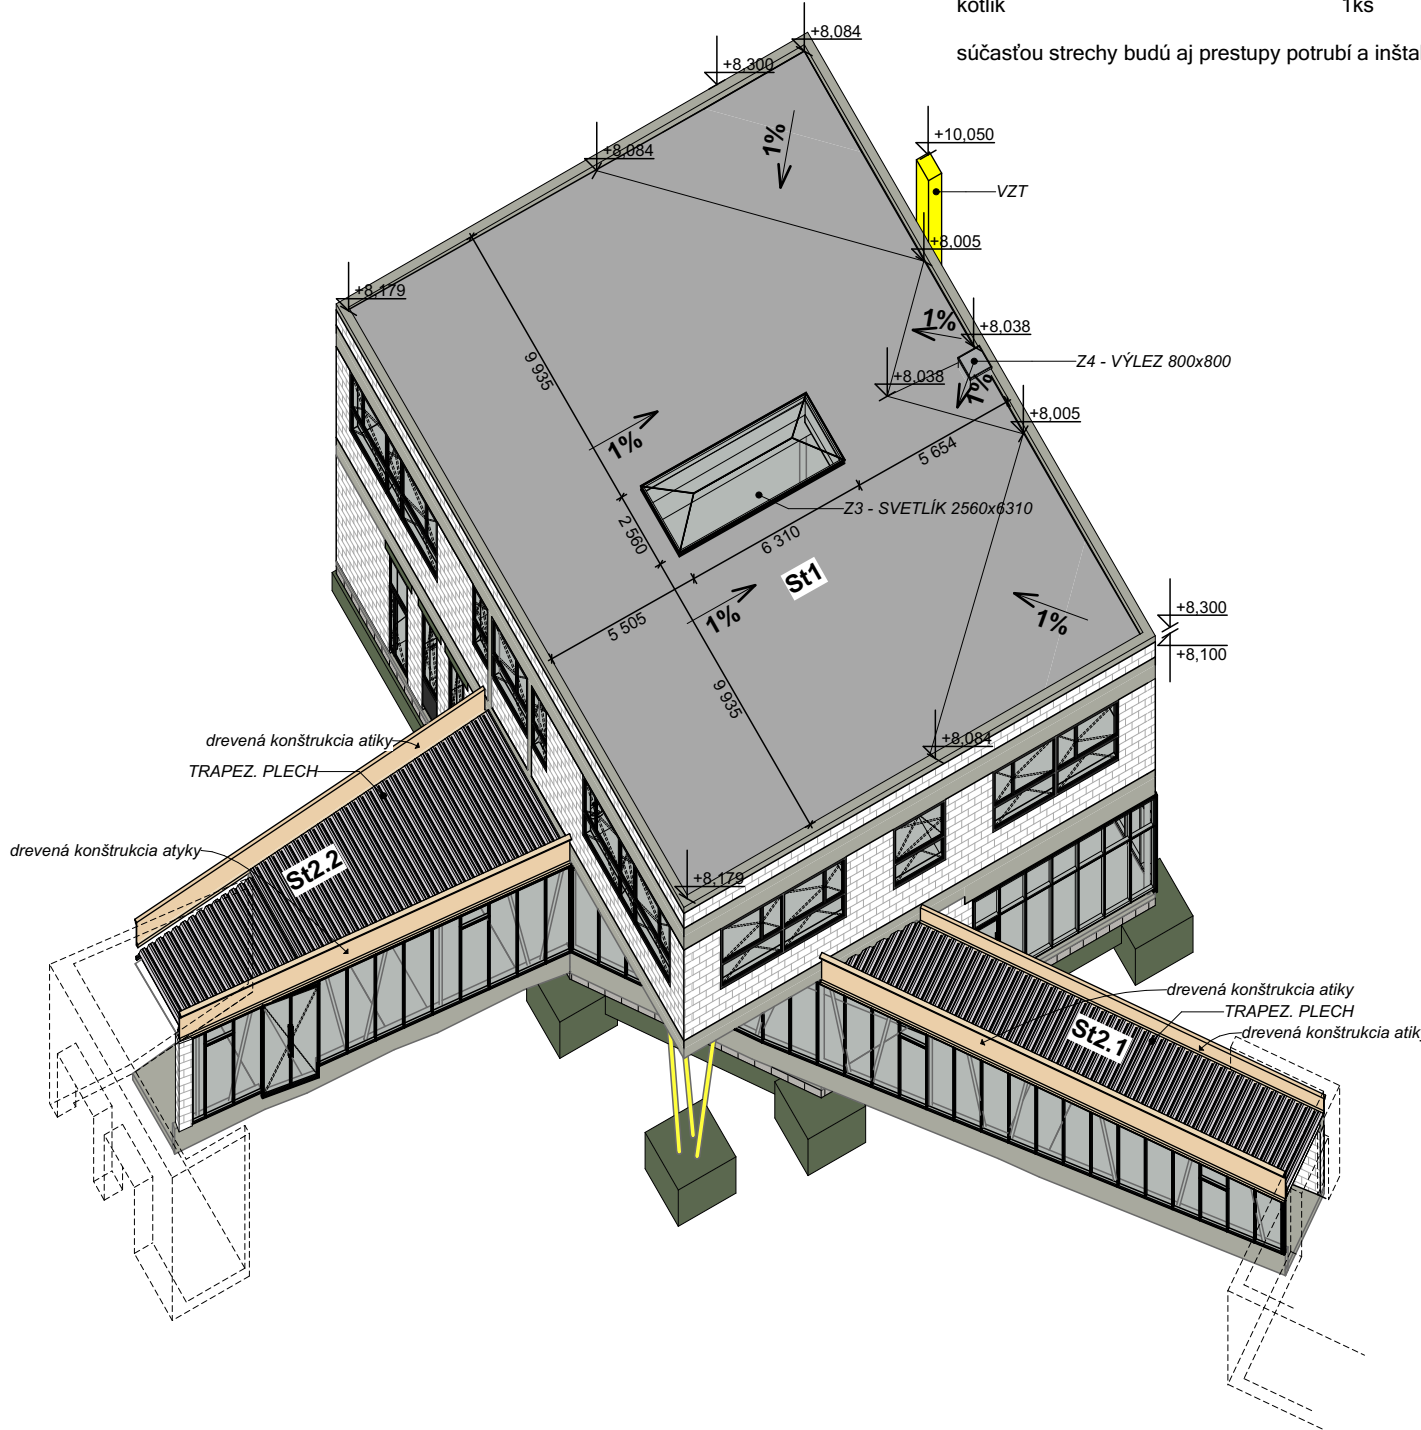 kotlík 1ks
súčasťou strechy budú aj prestupy potrubí a inšta
+8,084
+8,300
+8,084
1%
+10,050
VZT
+8,005
+8,179
1%
+8,038
Z4 - VÝLEZ 800x800
+8,038
1%
+8,005
9 935
1%
5 654
Z3 - SVETLÍK 2560x6310
2 560
6 310
St1
1%
5 505
1%
+8,300
+8,100
9 935
drevená konštrukcia atiky
+8,084
TRAPEZ. PLECH
drevená konštrukcia atyky
St2.2
+8,179
drevená konštrukcia atiky
TRAPEZ. PLECH
St2.1
drevená konštrukcia atik